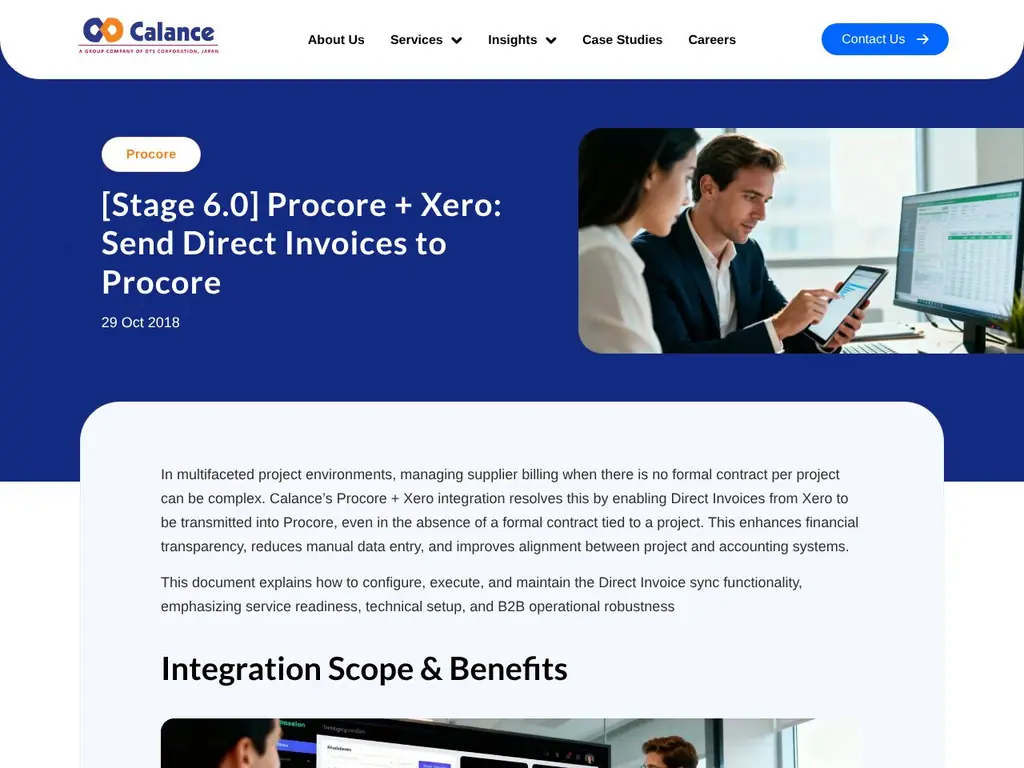 Calance
A GROUP COMPANY OF DTS CORPORATION, JAPAN
About Us
Services
Insights
Case Studies
Careers
Contact Us
Procore
[Stage 6.0] Procore + Xero:
Send Direct Invoices to
Procore
29 Oct 2018
In multifaceted project environments, managing supplier billing when there is no formal contract per project
can be complex. Calance’s Procore + Xero integration resolves this by enabling Direct Invoices from Xero to
be transmitted into Procore, even in the absence of a formal contract tied to a project. This enhances financial
transparency, reduces manual data entry, and improves alignment between project and accounting systems.
This document explains how to configure, execute, and maintain the Direct Invoice sync functionality,
emphasizing service readiness, technical setup, and B2B operational robustness
Integration Scope & Benefits